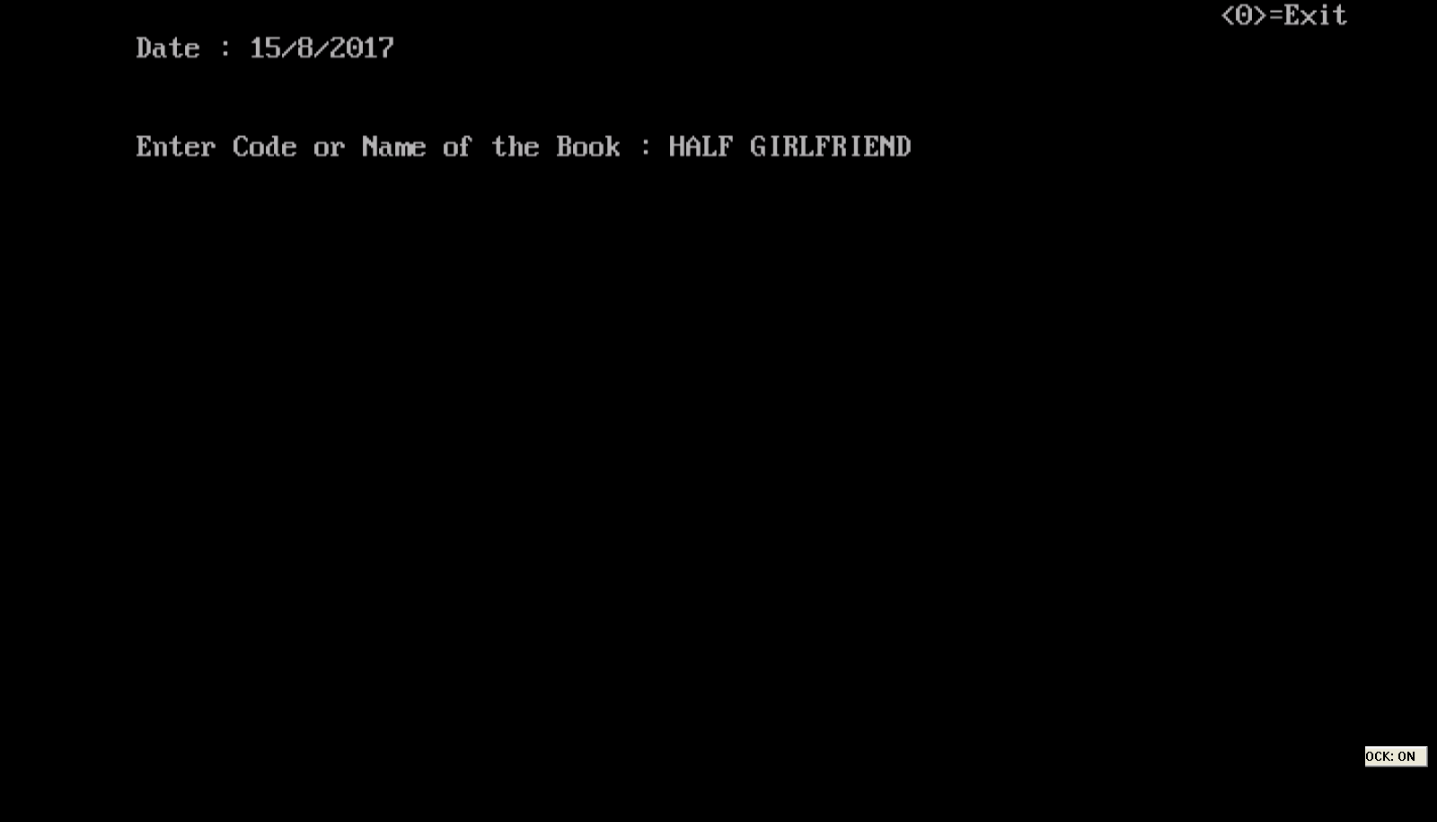 <0>=Exit
Date : 15/8/2017
Enter Code or Name of the Book : HALF GIRLFRIEND
OCK: ON